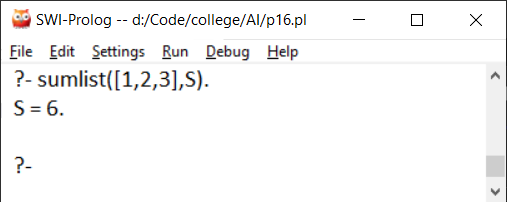 SWI-Prolog -- d:/Code/college/AI/p16.pl
File Edit Settings Run Debug Help
?- sumlist([1,2,3],S).
S = 6.
?-